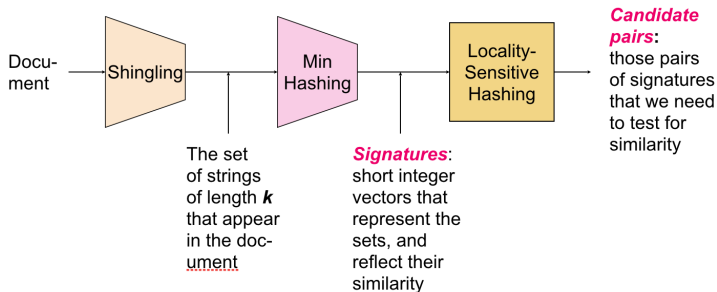 Docu-
ment
Shingling
The set
of strings
of length k
that appear
in the doc-
ument
Min
Hashing
Signatures:
short integer
vectors that
represent the
sets, and
reflect their
similarity
Locality-
Sensitive
Hashing
Candidate
pairs:
those pairs
of signatures
that we need
to test for
similarity